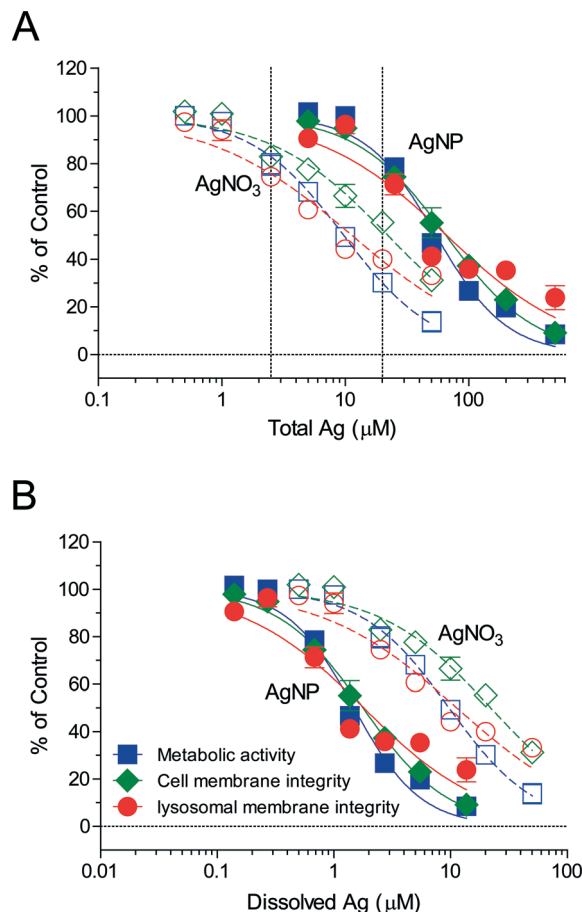 A
120
100
80
60
40
20
0
% of Control
AgNP
AgNO3
0.1
1
10
100
Total Ag (μM)
B
120
100
80
60
40
20
0
% of Control
AgNO3
AgNP
Metabolic activity
Cell membrane integrity
lysosomal membrane integrity
0.01
0.1
1
10
100
Dissolved Ag (μM)